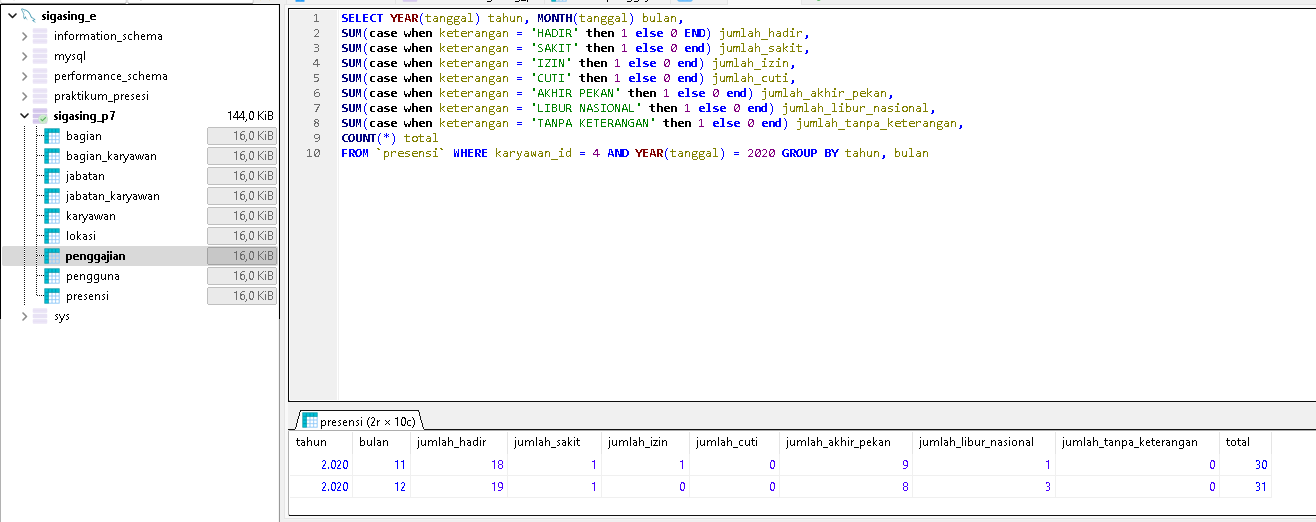 sigasing_e
information_schema
mysql
performance_schema
praktikum_presesi
sigasing_p7 144,0 KiB
bagian 16,0 KiB
bagian_karyawan 16,0 KiB
jabatan 16,0 KiB
jabatan_karyawan 16,0 KiB
karyawan 16,0 KiB
lokasi 16,0 KiB
penggajian 16,0 KiB
pengguna 16,0 KiB
presensi 16,0 KiB
sys
1 SELECT YEAR(tanggal) tahun, MONTH(tanggal) bulan,
2 SUM(case when keterangan = 'HADIR' then 1 else 0 END) jumlah_hadir,
3 SUM(case when keterangan = 'SAKIT' then 1 else 0 end) jumlah_sakit,
4 SUM(case when keterangan = 'IZIN' then 1 else 0 end) jumlah_izin,
5 SUM(case when keterangan = 'CUTI' then 1 else 0 end) jumlah_cuti,
6 SUM(case when keterangan = 'AKHIR PEKAN' then 1 else 0 end) jumlah_akhir_pekan,
7 SUM(case when keterangan = 'LIBUR NASIONAL' then 1 else 0 end) jumlah_libur_nasional,
8 SUM(case when keterangan = 'TANPA KETERANGAN' then 1 else 0 end) jumlah_tanpa_keterangan,
9 COUNT(*) total
10 FROM `presensi` WHERE karyawan_id = 4 AND YEAR(tanggal) = 2020 GROUP BY tahun, bulan
presensi (2r × 10c)
tahun bulan jumlah_hadir jumlah_sakit jumlah_izin jumlah_cuti jumlah_akhir_pekan jumlah_libur_nasional jumlah_tanpa_keterangan total
2.020 11 18 1 1 0 9 1 0 30
2.020 12 19 1 0 0 8 3 0 31